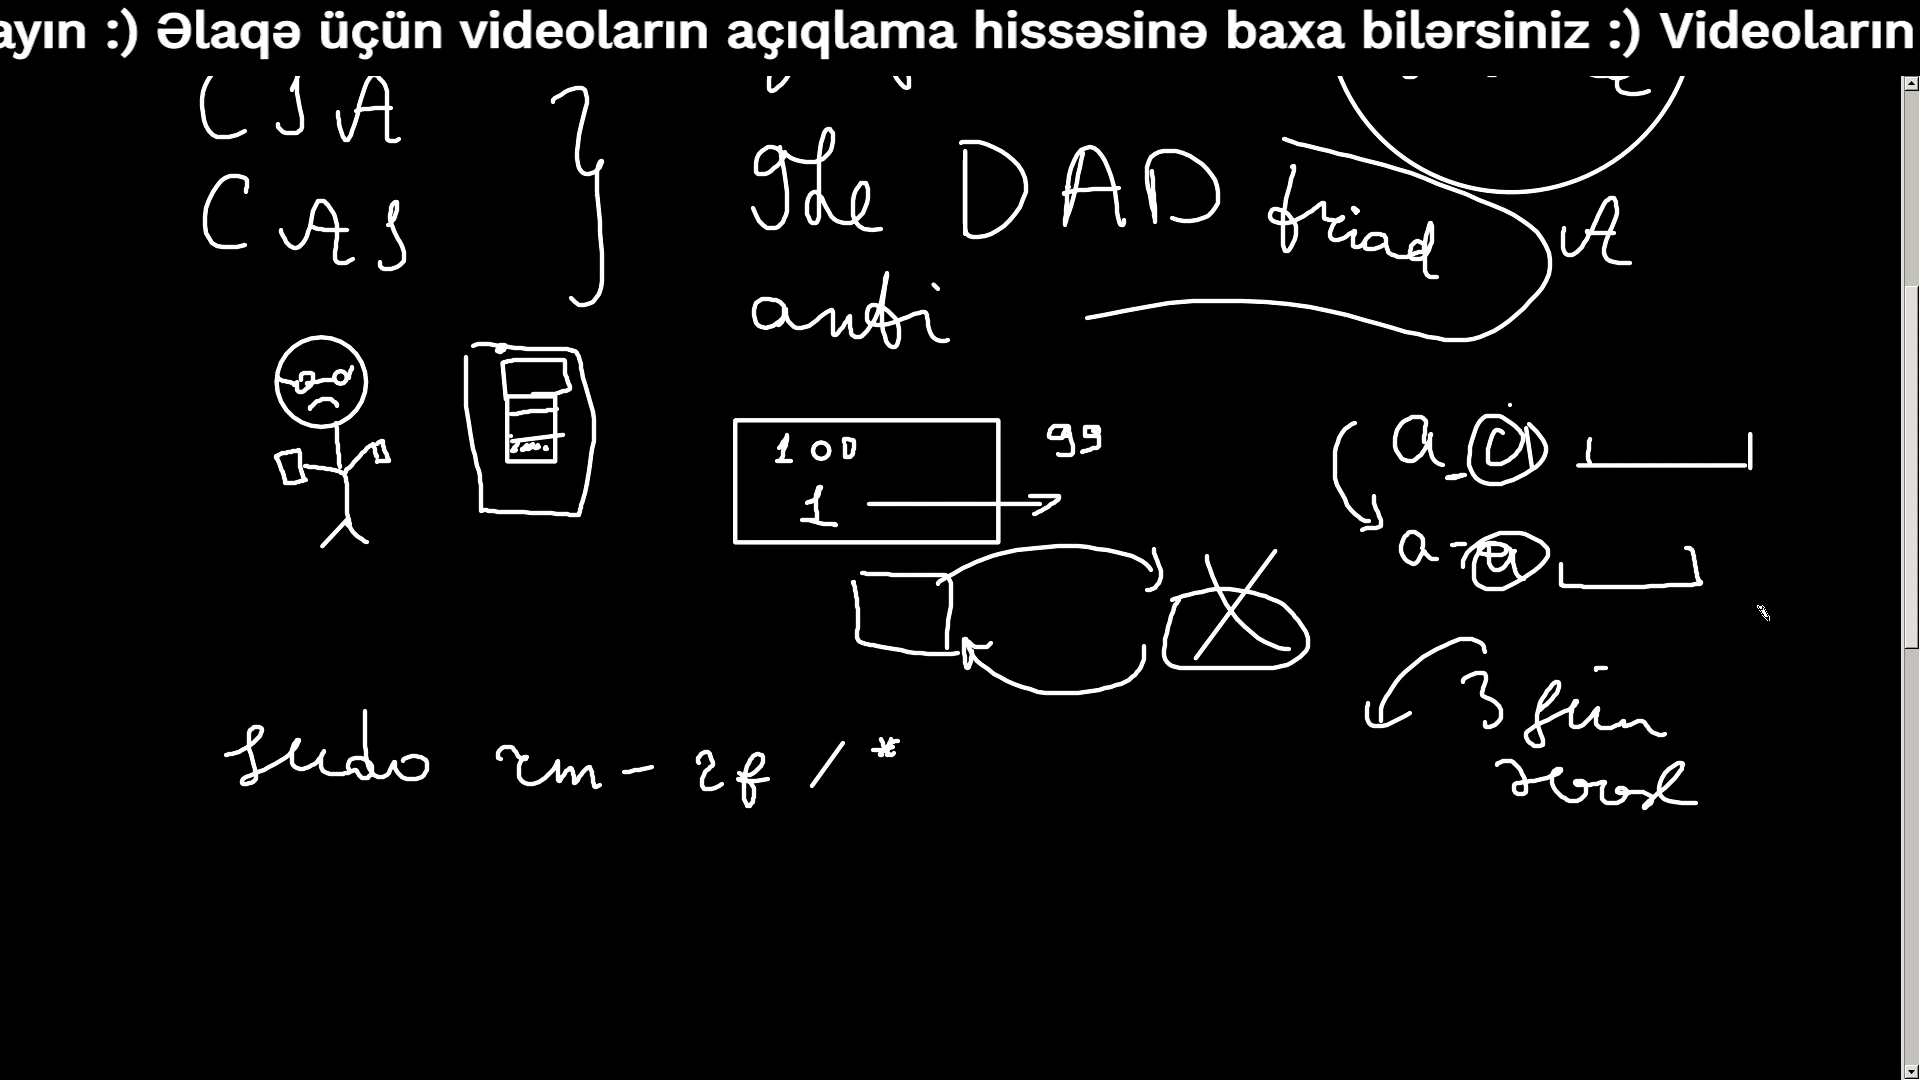 ayın :) Əlaqə üçün videoların açıqlama hissəsinə baxa bilərsiniz :) Videoların
CIA
CAI
The DAD triad
A
anti
100
99
1
a
a
3 gün
sudo rm - rf / *